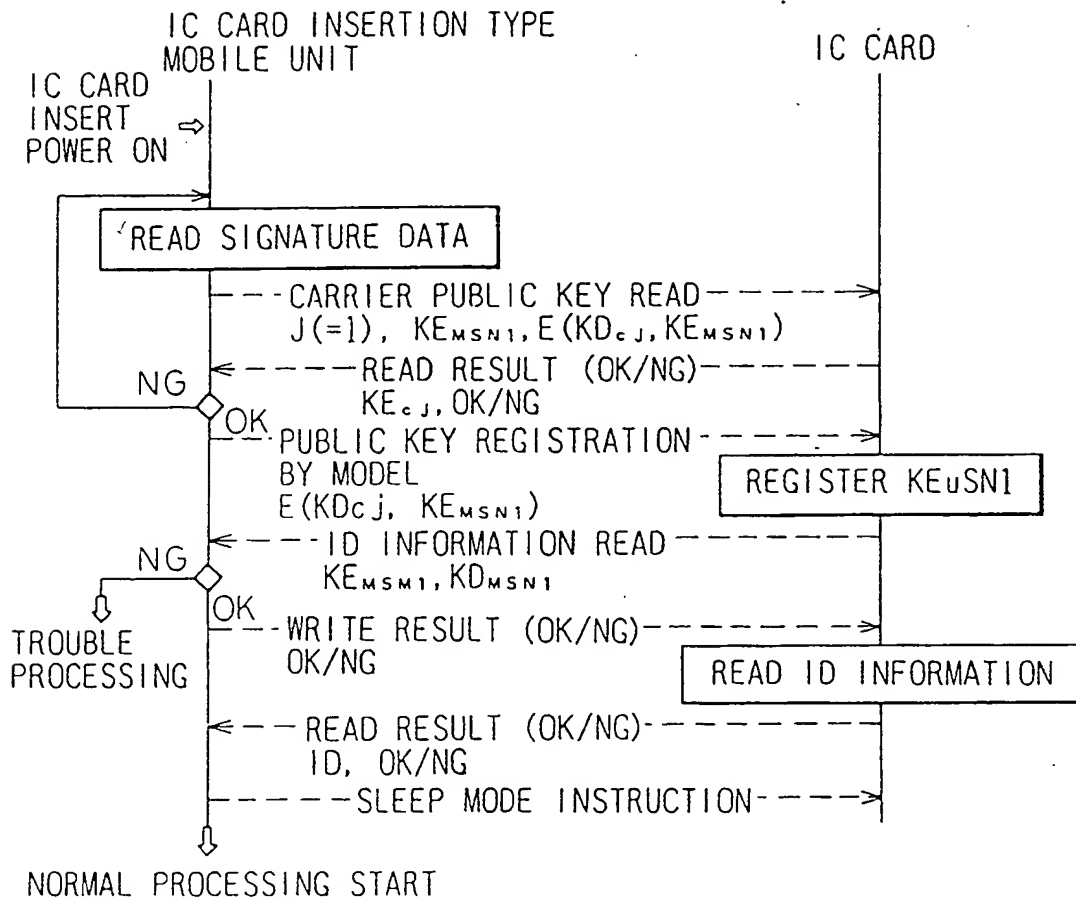 IC CARD INSERTION TYPE
MOBILE UNIT
IC CARD
IC CARD
INSERT
POWER ON
READ SIGNATURE DATA
CARRIER PUBLIC KEY READ
J(=1), KEMSN1, E(KDcJ, KEMSN1)
READ RESULT (OK/NG)
KEcJ, OK/NG
NG
OK
PUBLIC KEY REGISTRATION
BY MODEL
E(KDcj, KEMSN1)
REGISTER KEuSN1
ID INFORMATION READ
KEMSM1, KDMSN1
NG
OK
TROUBLE
PROCESSING
WRITE RESULT (OK/NG)
OK/NG
READ ID INFORMATION
READ RESULT (OK/NG)
ID, OK/NG
SLEEP MODE INSTRUCTION
NORMAL PROCESSING START